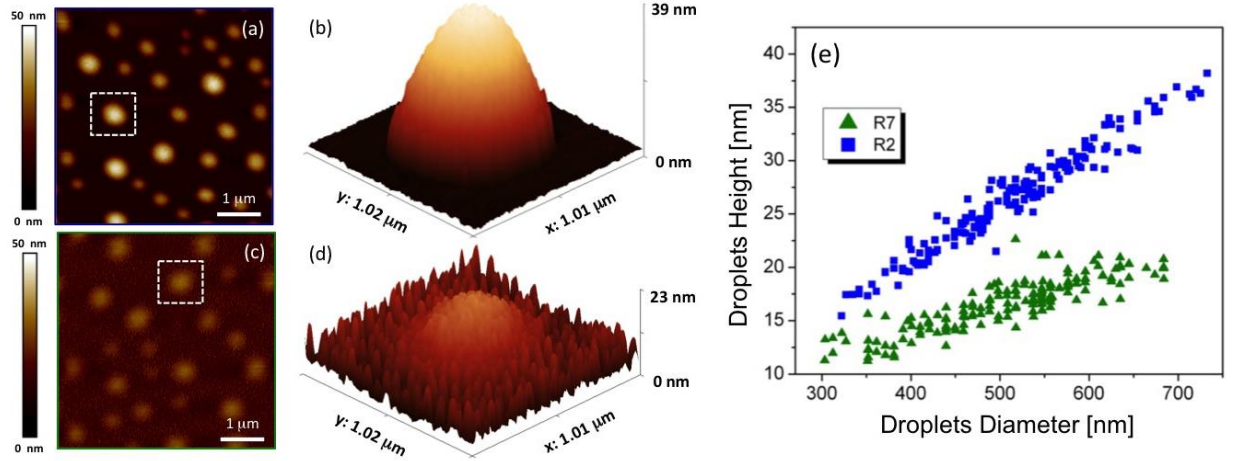 50 nm
0 nm
(a)
1 μm
(b)
39 nm
0 nm
y: 1.02 μm
x: 1.01 μm
50 nm
0 nm
(c)
1 μm
(d)
23 nm
0 nm
y: 1.02 μm
x: 1.01 μm
(e)
R7
R2
Droplets Height [nm]
40
35
30
25
20
15
10
300 400 500 600 700
Droplets Diameter [nm]